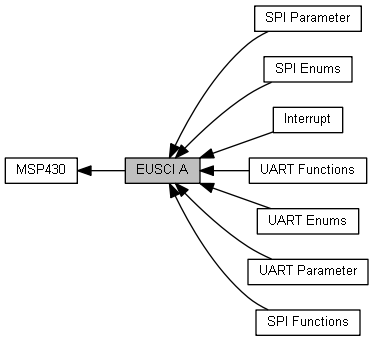 SPI Parameter
SPI Enums
Interrupt
MSP430
EUSCI A
UART Functions
UART Enums
UART Parameter
SPI Functions